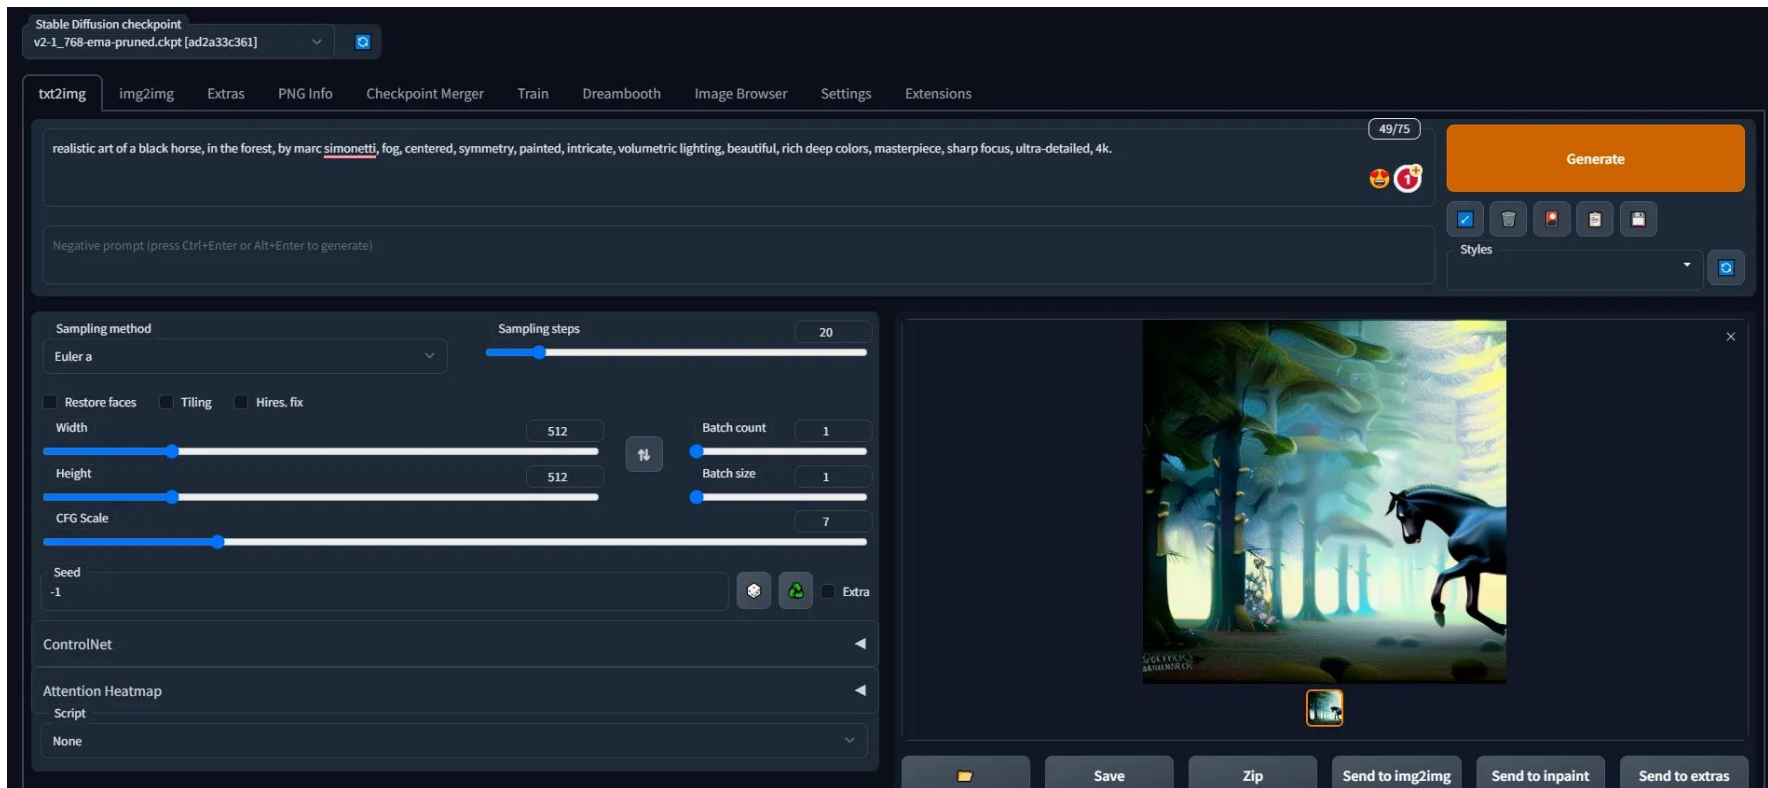 Stable Diffusion checkpoint
v2-1_768-ema-pruned.ckpt [ad2a33c361]
txt2img img2img Extras PNG Info Checkpoint Merger Train Dreambooth Image Browser Settings Extensions
49/75
realistic art of a black horse, in the forest, by marc simonetti, fog, centered, symmetry, painted, intricate, volumetric lighting, beautiful, rich deep colors, masterpiece, sharp focus, ultra-detailed, 4k.
1
Generate
Negative prompt (press Ctrl+Enter or Alt+Enter to generate)
Styles
Sampling method
Euler a
Sampling steps
20
Restore faces Tiling Hires. fix
Width
512
Batch count
1
Height
512
Batch size
1
CFG Scale
7
Seed
-1
Extra
ControlNet
Attention Heatmap
Script
None
Save Zip Send to img2img Send to inpaint Send to extras